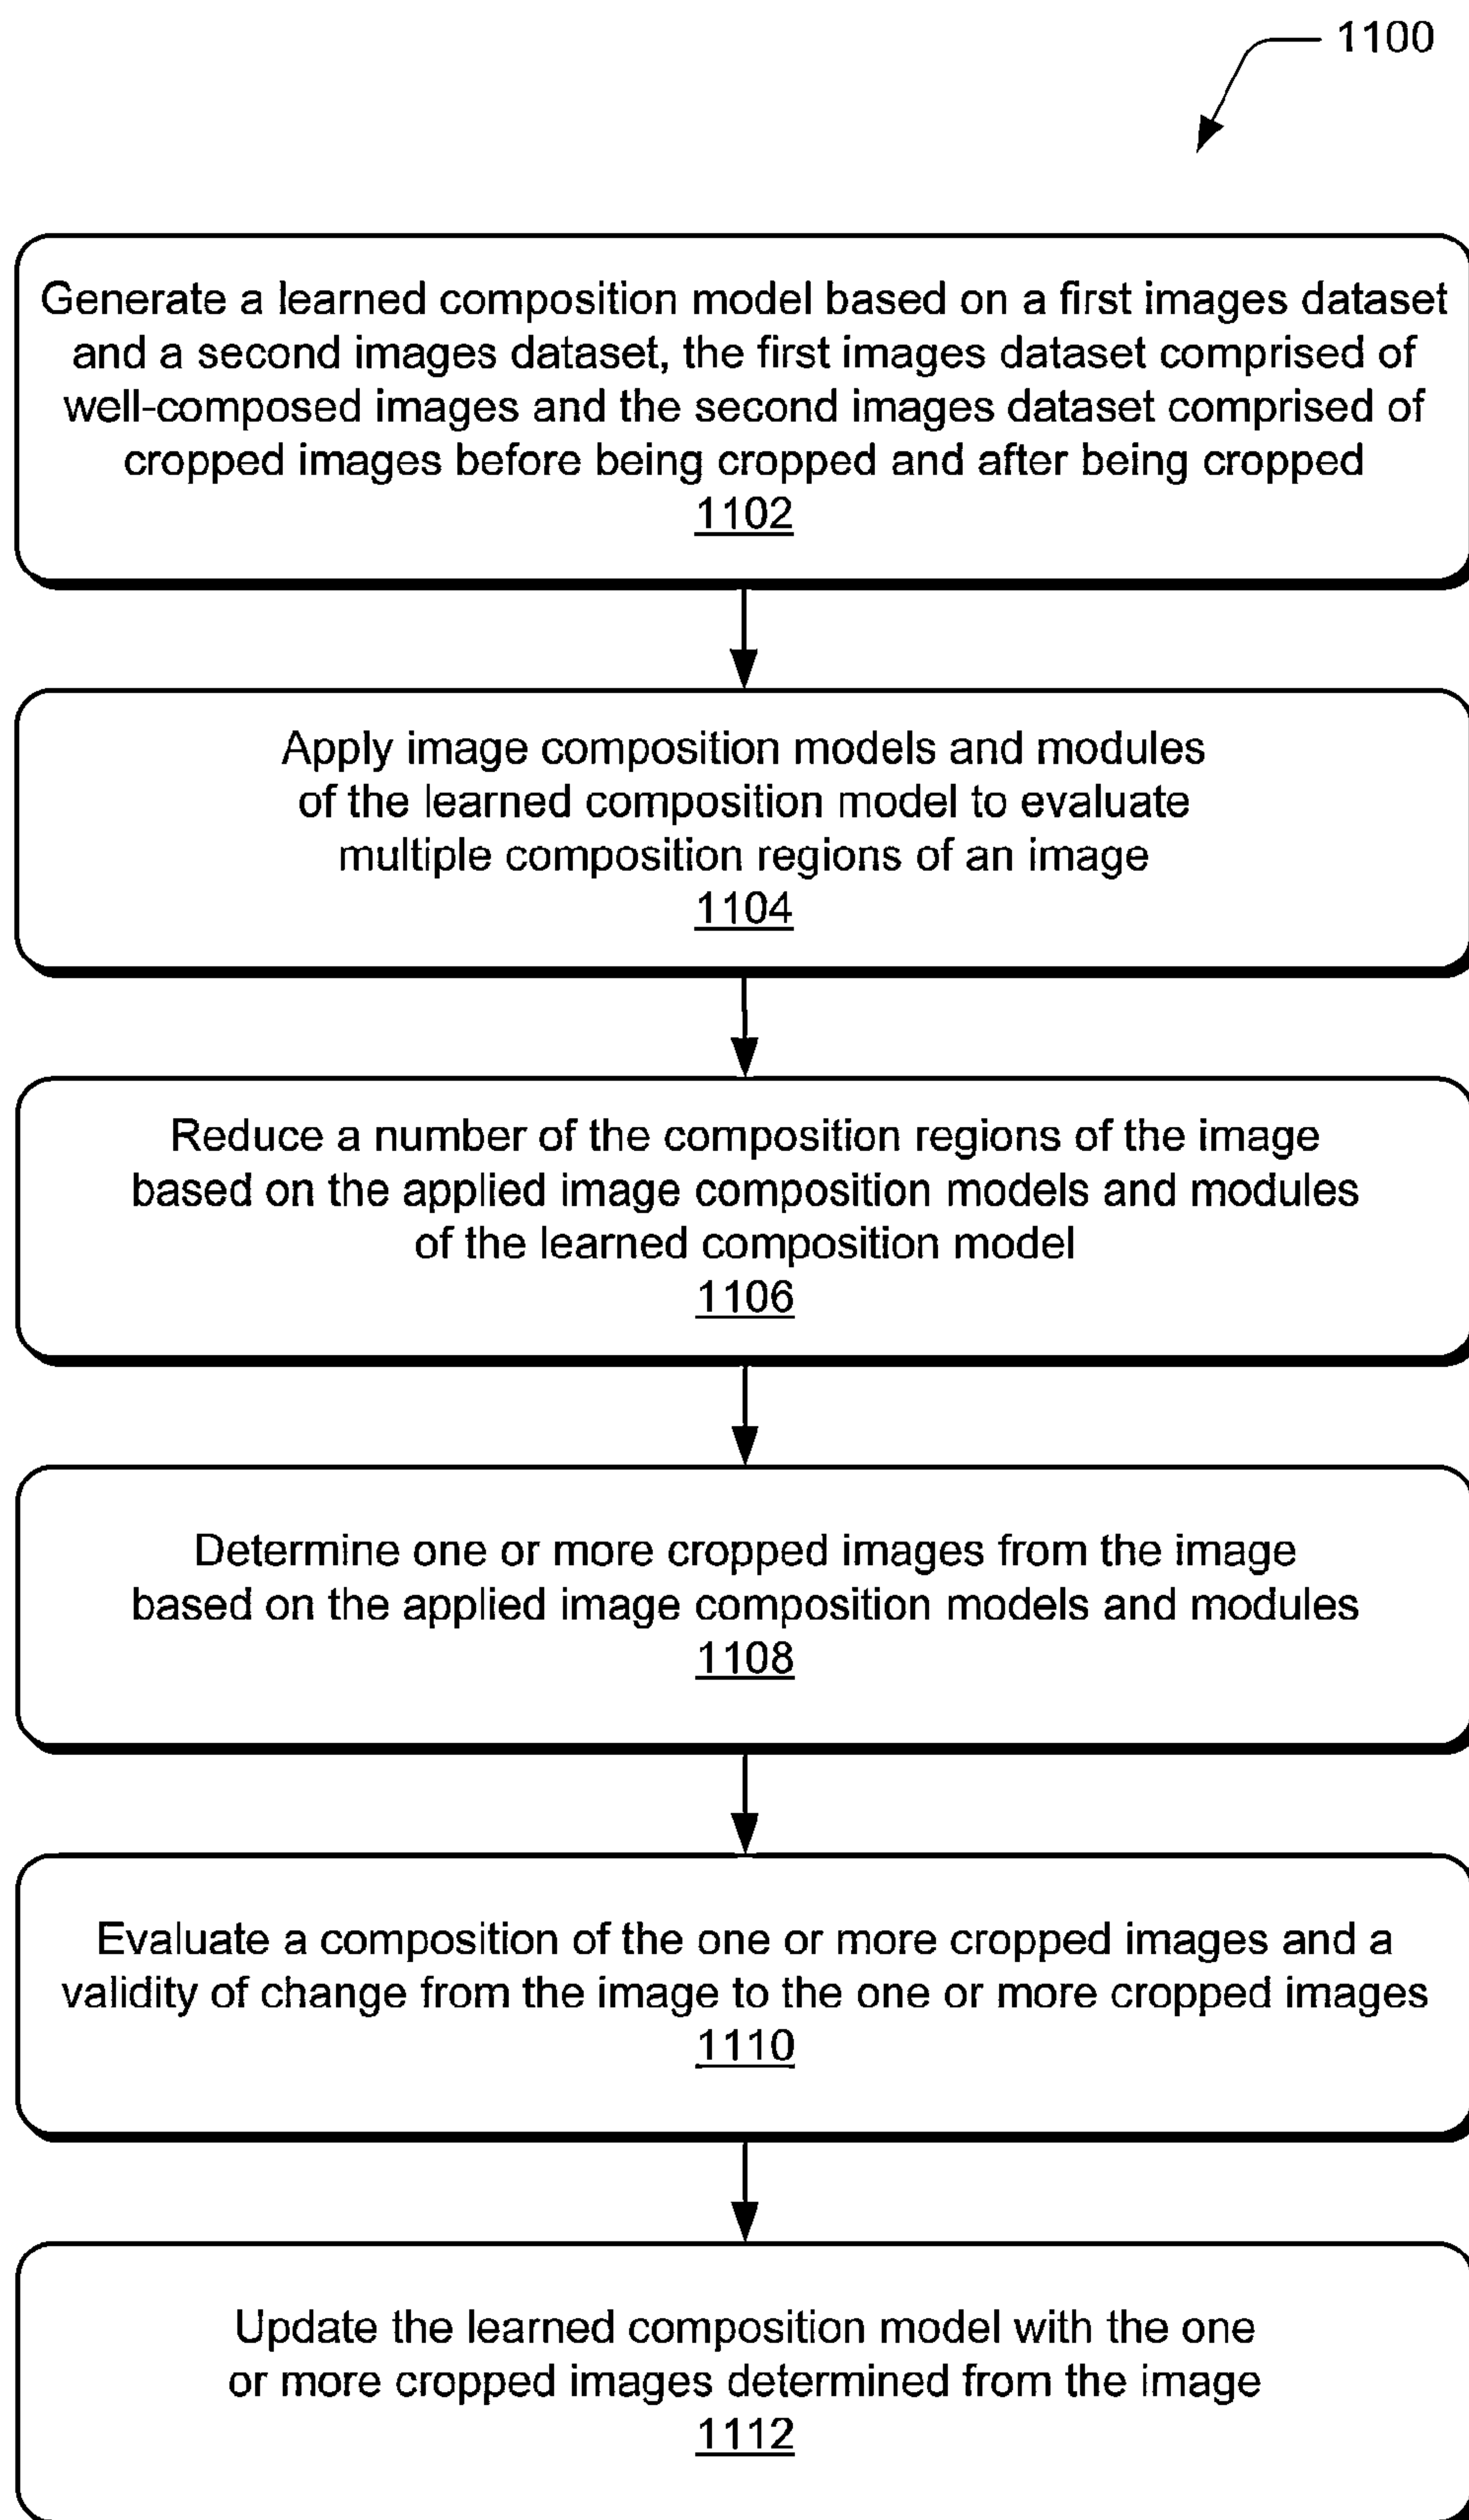 1100
Generate a learned composition model based on a first images dataset
and a second images dataset, the first images dataset comprised of
well-composed images and the second images dataset comprised of
cropped images before being cropped and after being cropped
1102
Apply image composition models and modules
of the learned composition model to evaluate
multiple composition regions of an image
1104
Reduce a number of the composition regions of the image
based on the applied image composition models and modules
of the learned composition model
1106
Determine one or more cropped images from the image
based on the applied image composition models and modules
1108
Evaluate a composition of the one or more cropped images and a
validity of change from the image to the one or more cropped images
1110
Update the learned composition model with the one
or more cropped images determined from the image
1112